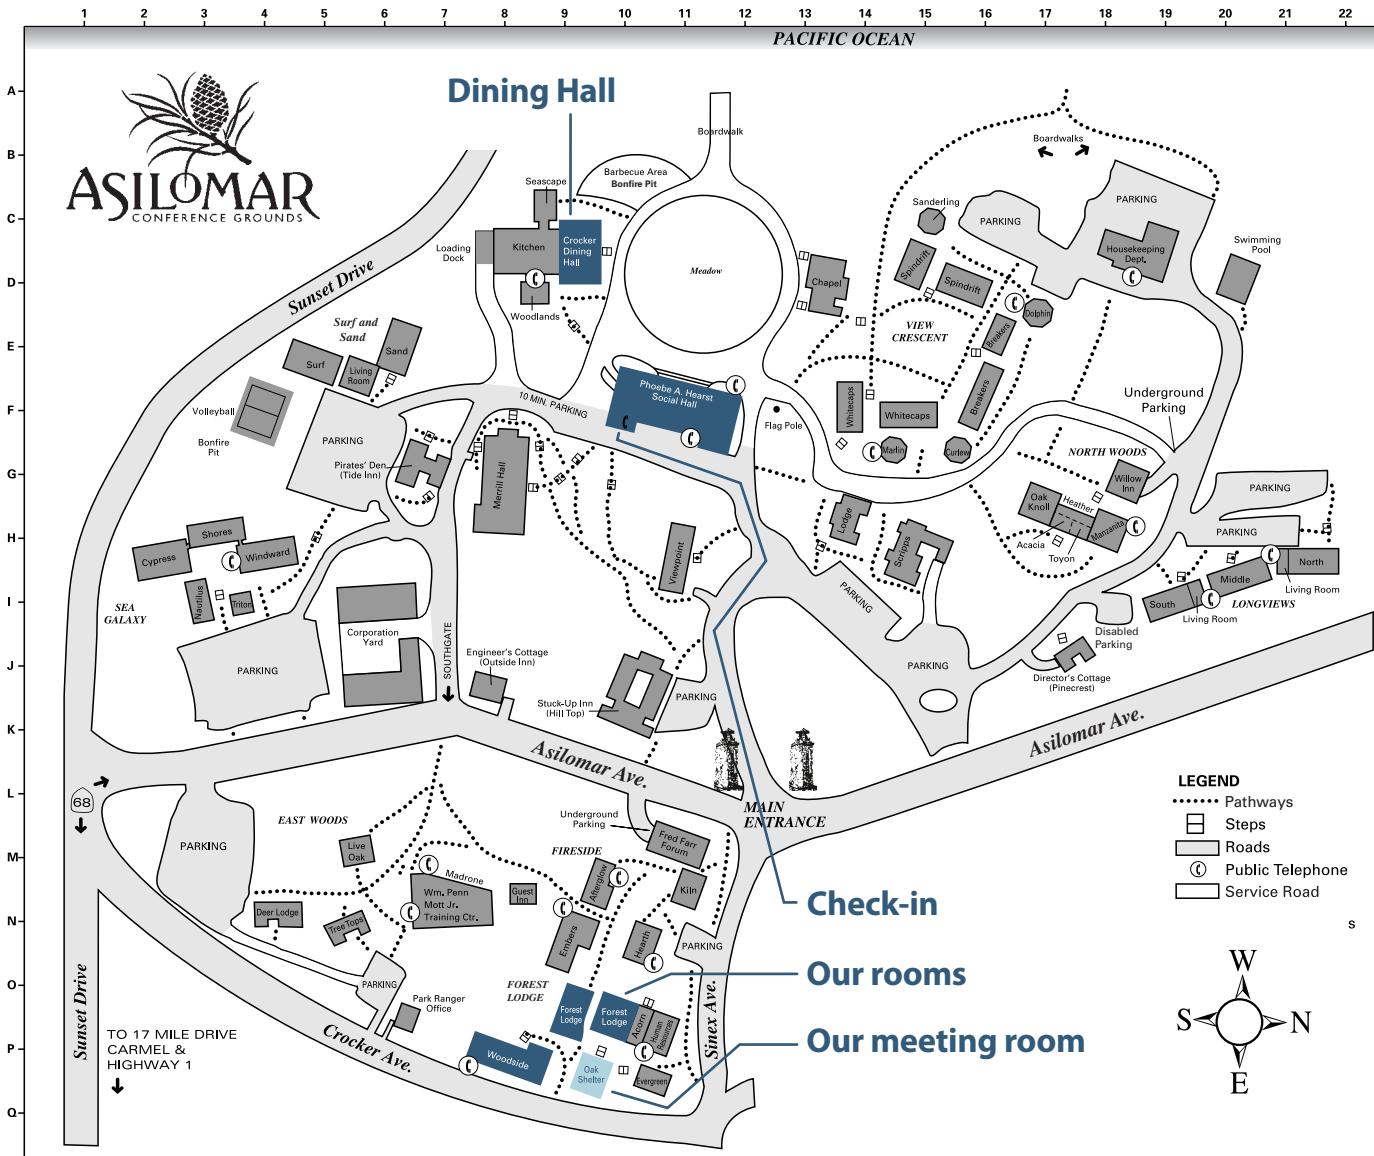 1 2 3 4 5 6 7 8 9 10 11 12 13 14 15 16 17 18 19 20 21 22
PACIFIC OCEAN
A
B
C
D
E
F
G
H
I
J
K
L
M
N
O
P
Q
ASILOMAR
CONFERENCE GROUNDS
Dining Hall
Boardwalk
Boardwalks
Barbecue Area
Bonfire Pit
Seascape
Kitchen
Crocker
Dining
Hall
Loading
Dock
Woodlands
Meadow
Chapel
Sanderling
Spindrift
Spindrift
Dolphin
Breakers
Breakers
VIEW
CRESCENT
Whitecaps
Whitecaps
Marlin
Curlew
PARKING
PARKING
Housekeeping
Dept.
Swimming
Pool
Sunset Drive
Surf and
Sand
Surf
Living
Room
Sand
Volleyball
Bonfire
Pit
PARKING
10 MIN. PARKING
Phoebe A. Hearst
Social Hall
Flag Pole
Underground
Parking
Pirates' Den
(Tide Inn)
Merrill Hall
NORTH WOODS
Willow
Inn
Oak
Knoll
Heather
Manzanita
Acacia
Toyon
PARKING
PARKING
Lodge
Scripps
Viewpoint
Shores
Cypress
Windward
Nautilus
Triton
SEA
GALAXY
Corporation
Yard
PARKING
SOUTHGATE
Engineer's Cottage
(Outside Inn)
Stuck-Up Inn
(Hill Top)
PARKING
PARKING
PARKING
North
Middle
South
Living Room
Living Room
LONGVIEWS
Disabled
Parking
Director's Cottage
(Pinecrest)
Asilomar Ave.
Asilomar Ave.
MAIN
ENTRANCE
68
EAST WOODS
PARKING
Live
Oak
Underground
Parking
Fred Farr
Forum
FIRESIDE
Afterglow
Kiln
Madrone
Wm. Penn
Mott Jr.
Training Ctr.
Guest
Inn
Deer Lodge
Tree Tops
Embers
Hearth
PARKING
PARKING
Park Ranger
Office
FOREST
LODGE
Forest
Lodge
Forest
Lodge
Acorn
Human
Resources
Woodside
Oak
Shelter
Evergreen
Sinex Ave.
Crocker Ave.
Sunset Drive
TO 17 MILE DRIVE
CARMEL &
HIGHWAY 1
Check-in
Our rooms
Our meeting room
LEGEND
Pathways
Steps
Roads
Public Telephone
Service Road
s
W
S
N
E